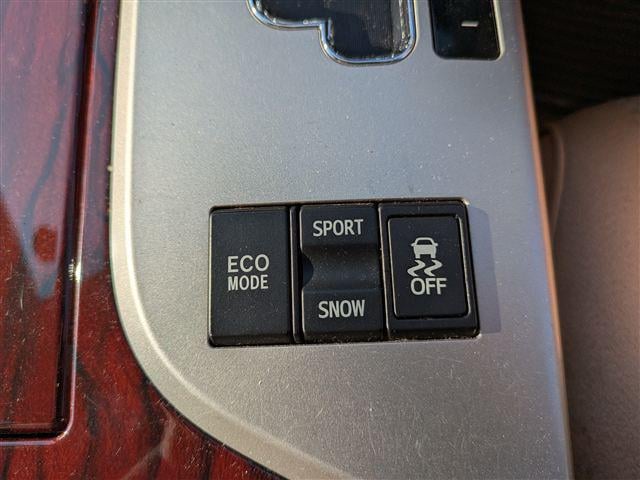 ECO
MODE
SPORT
SNOW
OFF
-